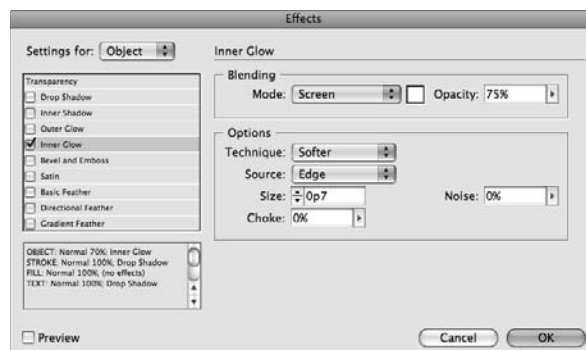 Effects
Settings for: Object
Transparency
Drop Shadow
Inner Shadow
Outer Glow
Inner Glow
Bevel and Emboss
Satin
Basic Feather
Directional Feather
Gradient Feather
OBJECT: Normal 70%; Inner Glow
STROKE: Normal 100%; Drop Shadow
FILL: Normal 100%; (no effects)
TEXT: Normal 100%; Drop Shadow
Preview
Inner Glow
Blending
Mode: Screen Opacity: 75%
Options
Technique: Softer
Source: Edge
Size: 0p7 Noise: 0%
Choke: 0%
Cancel OK